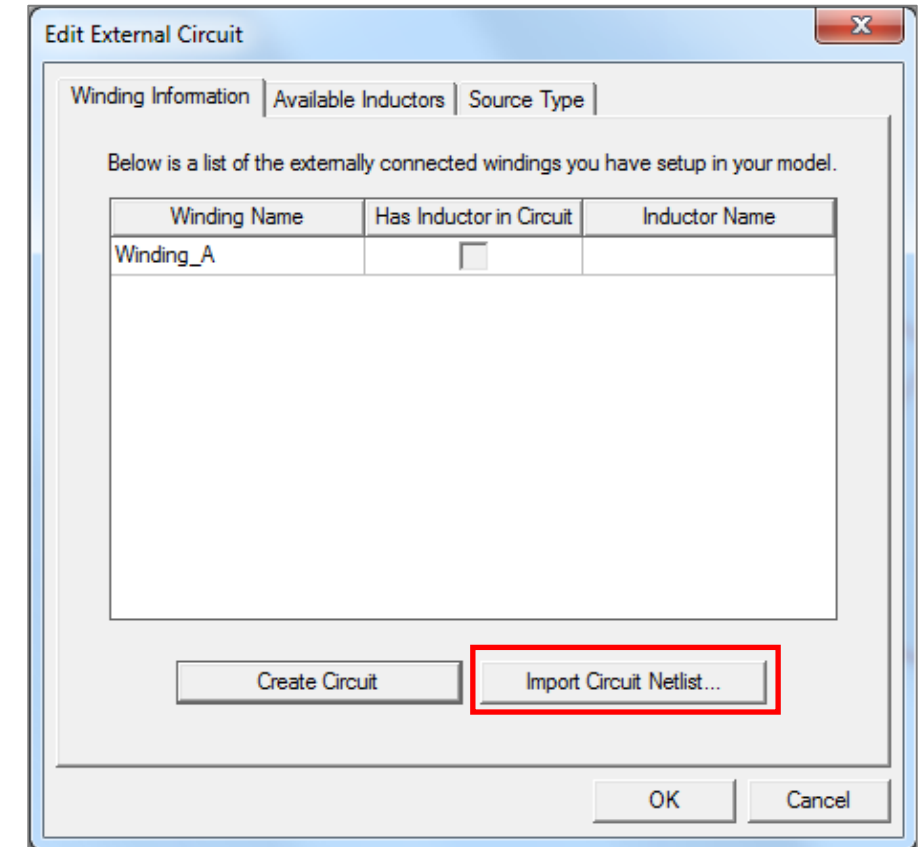 Edit External Circuit
Winding Information Available Inductors Source Type
Below is a list of the externally connected windings you have setup in your model.
Winding Name Has Inductor in Circuit Inductor Name
Winding_A
Create Circuit Import Circuit Netlist...
OK Cancel